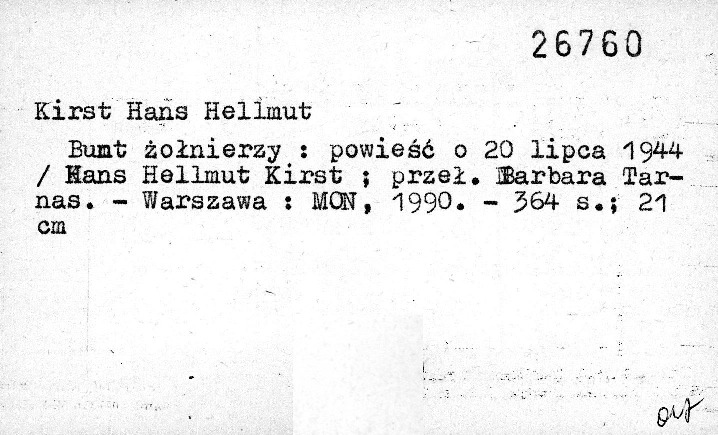 26760
Kirst Hans Hellmut
Bunt żołnierzy : powieść o 20 lipca 1944
/ Hans Hellmut Kirst ; przeł. Barbara Tar-
nas. - Warszawa : MON, 1990. - 364 s.; 21
cm